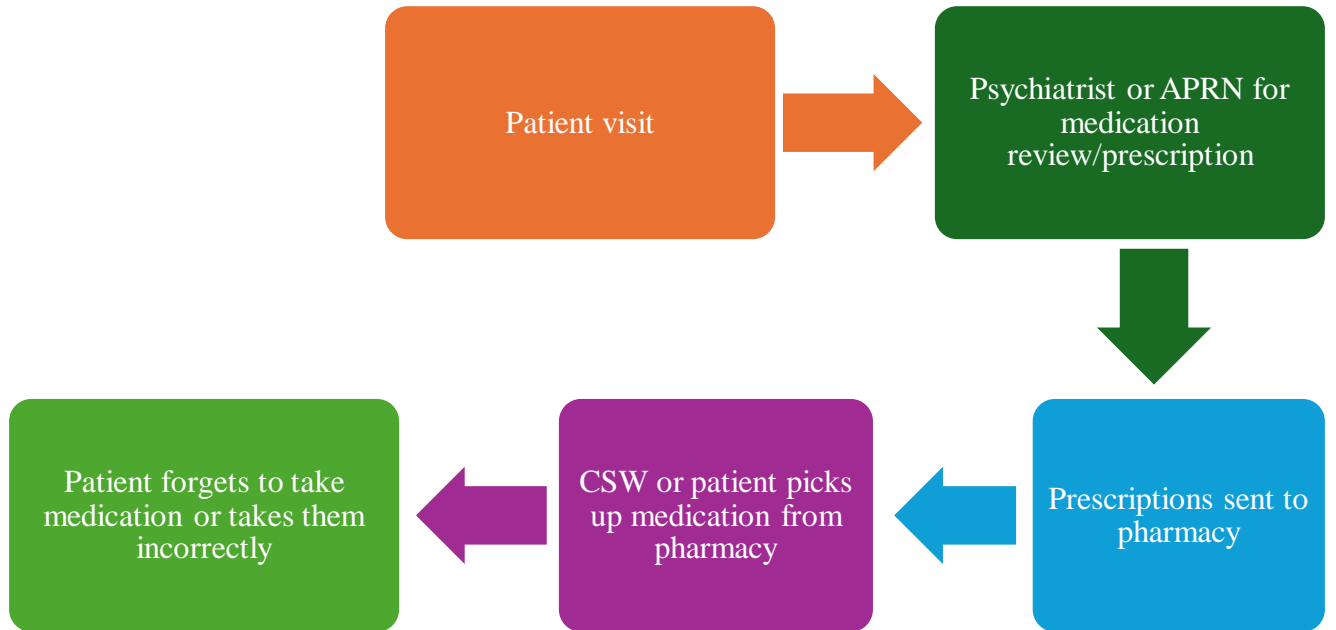 Patient visit
Psychiatrist or APRN for
medication
review/prescription
Prescriptions sent to
pharmacy
CSW or patient picks
up medication from
pharmacy
Patient forgets to take
medication or takes them
incorrectly